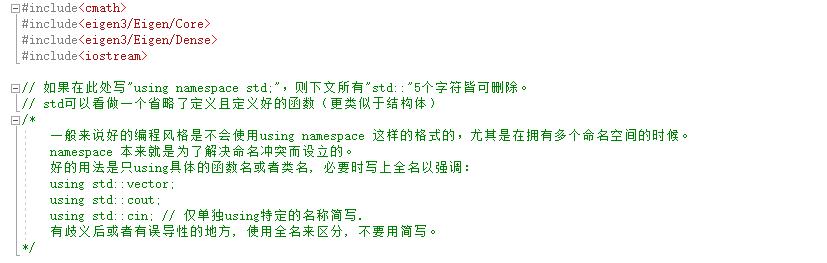 #include<cmath>
#include<eigen3/Eigen/Core>
#include<eigen3/Eigen/Dense>
#include<iostream>
// 如果在此处写"using namespace std;",则下文所有"std::"5个字符皆可删除。
// std可以看做一个省略了定义且定义好的函数（更类似于结构体）
/*
一般来说好的编程风格是不会使用using namespace 这样的格式的，尤其是在拥有多个命名空间的时候。
namespace 本来就是为了解决命名冲突而设立的。
好的用法是只using具体的函数名或者类名, 必要时写上全名以强调:
using std::vector;
using std::cout;
using std::cin; // 仅单独using特定的名称简写.
有歧义后或者有误导性的地方, 使用全名来区分, 不要用简写。
*/